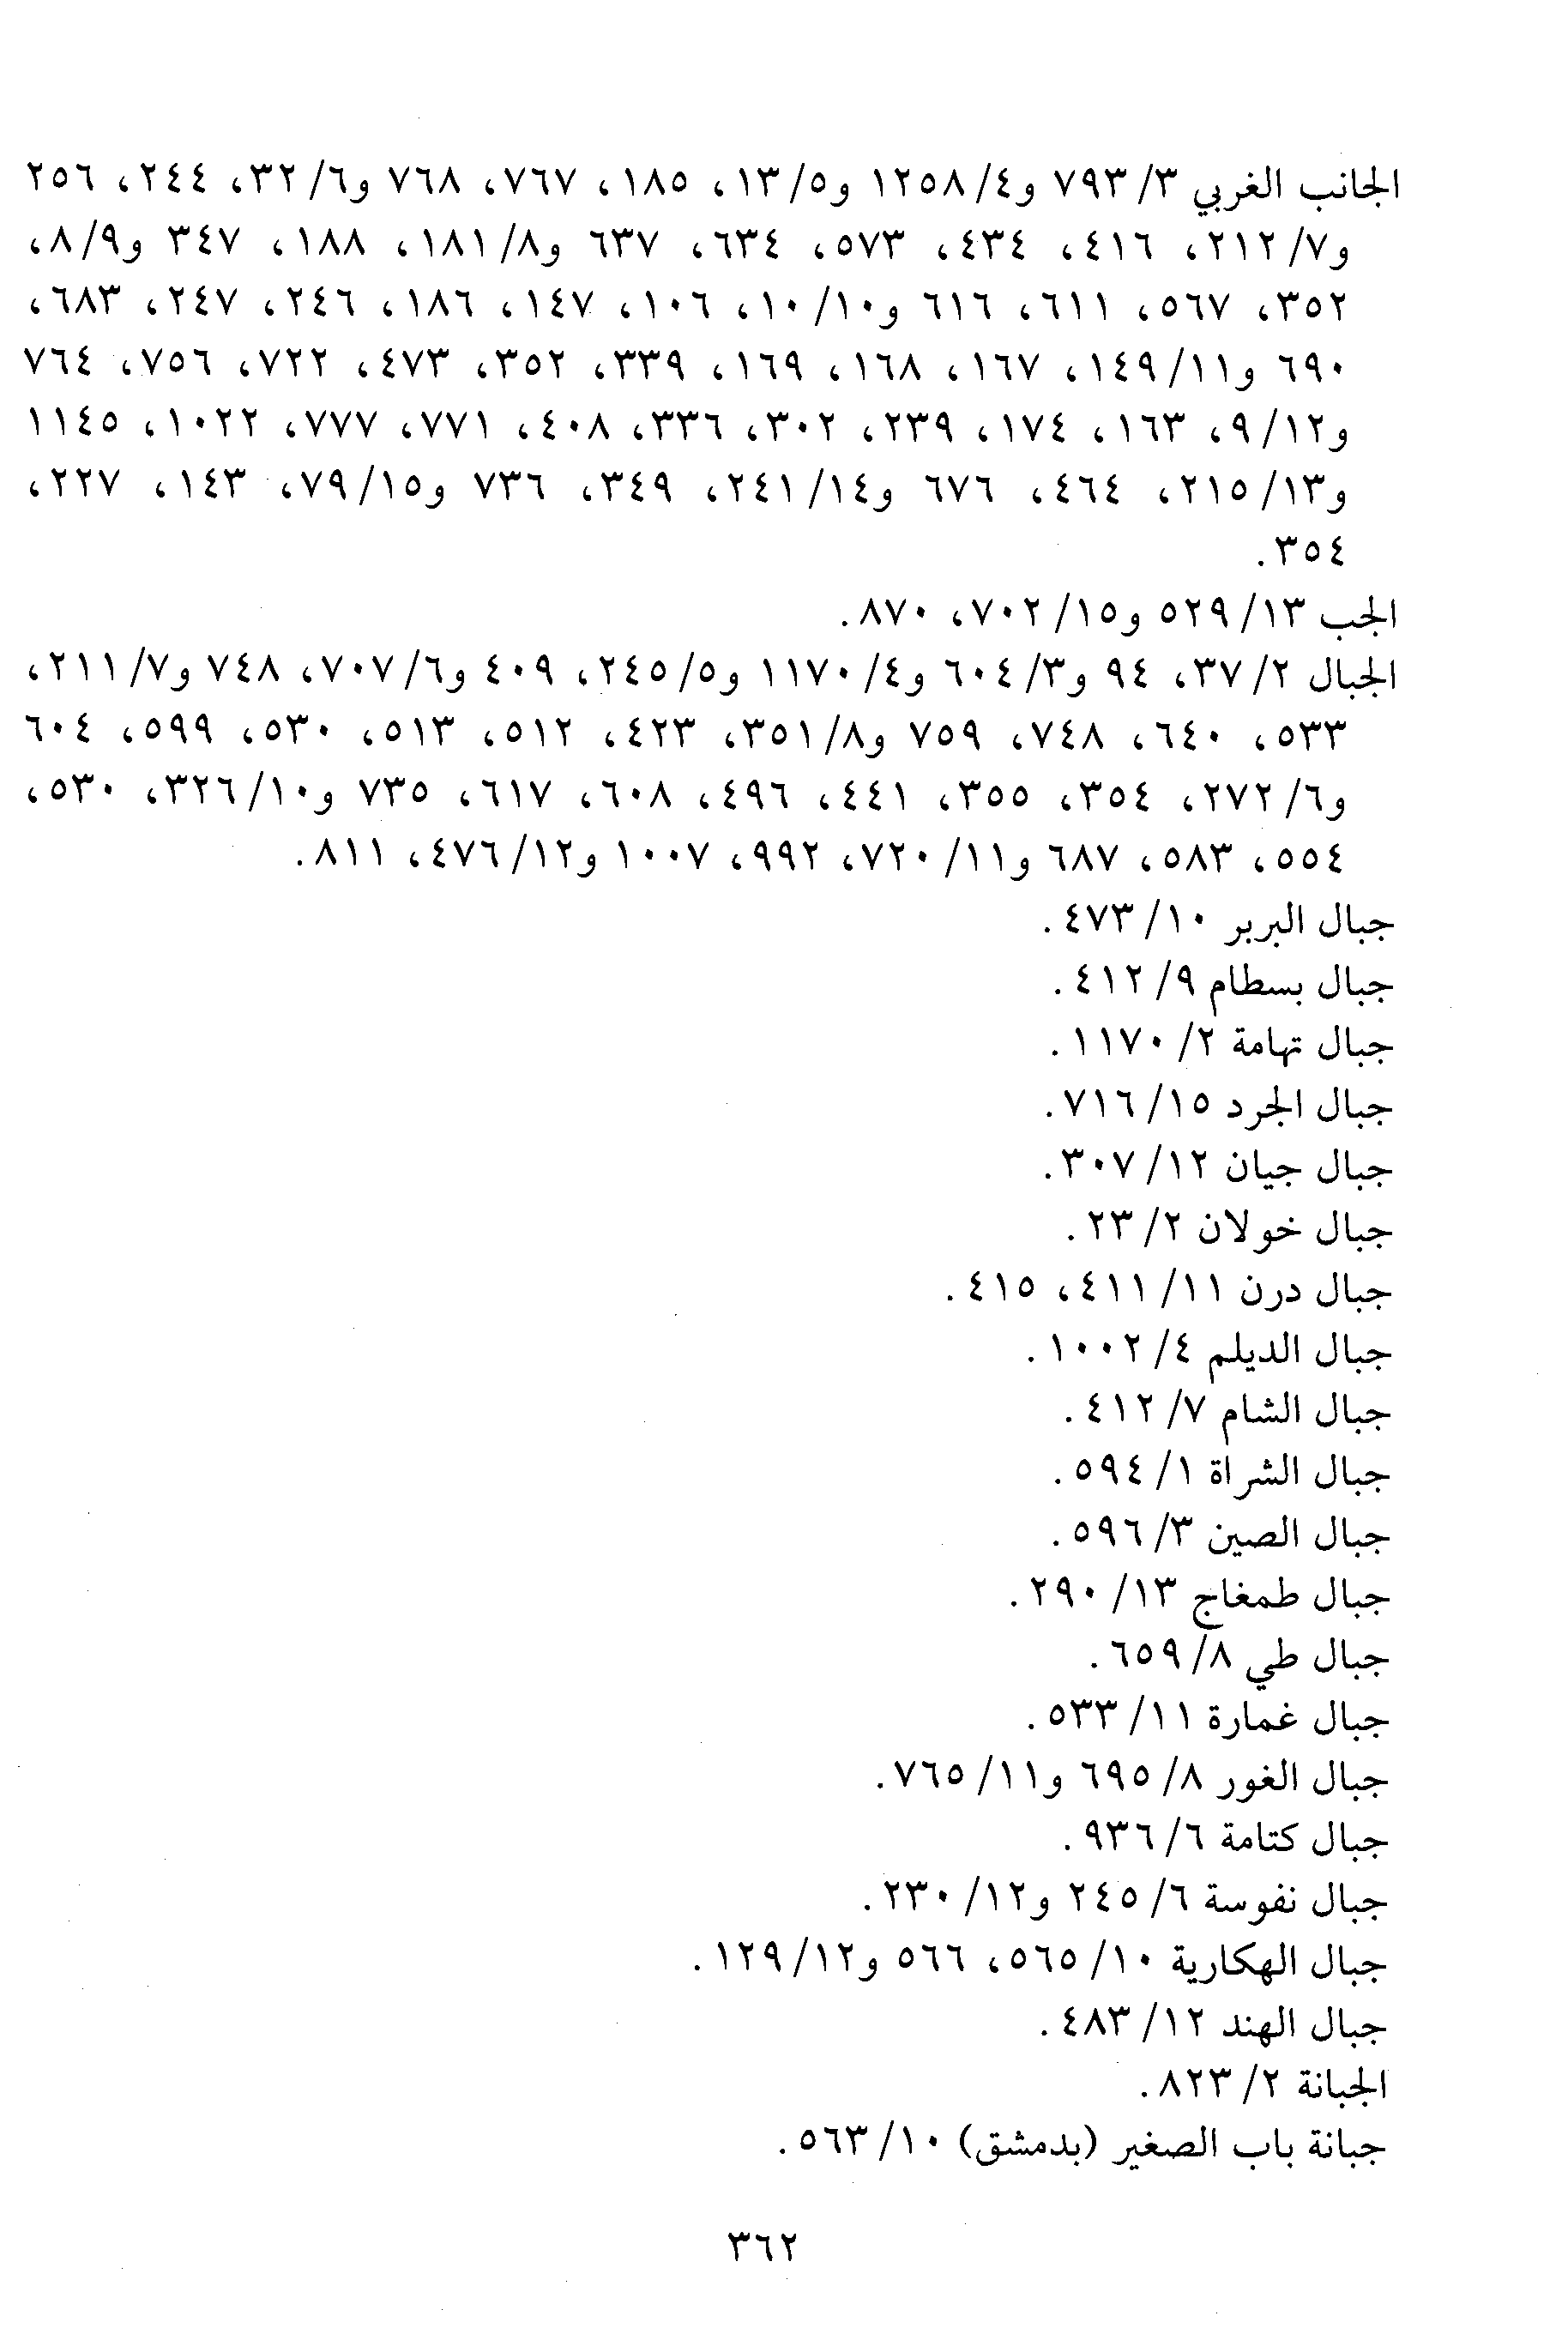 الجانب الغربي ٣/ ٧٩٣ و٤/ ١٢٥٨ و٥/ ١٣، ١٨٥، ٧٦٧، ٧٦٨ و٦/ ٣٢، ٢٤٤، ٢٥٦
و٧/ ٢١٢، ٤١٦، ٤٣٤، ٥٧٣، ٦٣٤، ٦٣٧ و٨/ ١٨١، ١٨٨، ٣٤٧ و٩/ ٨،
٣٥٢، ٥٦٧، ٦١١، ٦١٦ و١٠/ ١٠، ١٠٦، ١٤٧، ١٨٦، ٢٤٦، ٢٤٧، ٦٨٣،
٦٩٠ و١١/ ١٤٩، ١٦٧، ١٦٨، ١٦٩، ٣٣٩، ٣٥٢، ٤٧٣، ٧٢٢، ٧٥٦، ٧٦٤
و١٢/ ٩، ١٦٣، ١٧٤، ٢٣٩، ٣٠٢، ٣٣٦، ٤٠٨، ٧٧١، ٧٧٧، ١٠٢٢، ١١٤٥
و١٣/ ٢١٥، ٤٦٤، ٦٧٦ و١٤/ ٢٤١، ٣٤٩، ٧٣٦ و١٥/ ٧٩، ١٤٣، ٢٢٧،
٣٥٤.
الجب ١٣/ ٥٢٩ و١٥/ ٧٠٢، ٨٧٠.
الجبال ٢/ ٣٧، ٩٤ و٣/ ٦٠٤ و٤/ ١١٧٠ و٥/ ٢٤٥، ٤٠٩ و٦/ ٧٠٧، ٧٤٨ و٧/ ٢١١،
٥٣٣، ٦٤٠، ٧٤٨، ٧٥٩ و٨/ ٣٥١، ٤٢٣، ٥١٢، ٥١٣، ٥٣٠، ٥٩٩، ٦٠٤
و٦/ ٢٧٢، ٣٥٤، ٣٥٥، ٤٤١، ٤٩٦، ٦٠٨، ٦١٧، ٧٣٥ و١٠/ ٣٢٦، ٥٣٠،
٥٥٤، ٥٨٣، ٦٨٧ و١١/ ٧٢٠، ٩٩٢، ١٠٠٧ و١٢/ ٤٧٦، ٨١١.
جبال البربر ١٠/ ٤٧٣.
جبال بسطام ٩/ ٤١٢.
جبال تهامة ٢/ ١١٧٠.
جبال الجرد ١٥/ ٧١٦.
جبال جيان ١٢/ ٣٠٧.
جبال خولان ٢/ ٢٣.
جبال درن ١١/ ٤١١، ٤١٥.
جبال الديلم ٤/ ١٠٠٢.
جبال الشام ٧/ ٤١٢.
جبال الشراة ١/ ٥٩٤.
جبال الصين ٣/ ٥٩٦.
جبال طمغاج ١٣/ ٢٩٠.
جبال طي ٨/ ٦٥٩.
جبال غمارة ١١/ ٥٣٣.
جبال الغور ٨/ ٦٩٥ و١١/ ٧٦٥.
جبال كتامة ٦/ ٩٣٦.
جبال نفوسة ٦/ ٢٤٥ و١٢/ ٢٣٠.
جبال الهكارية ١٠/ ٥٦٥، ٥٦٦ و١٢/ ١٢٩.
جبال الهند ١٢/ ٤٨٣.
الجبانة ٢/ ٨٢٣.
جبانة باب الصغير (بدمشق) ١٠/ ٥٦٣.
٣٦٢